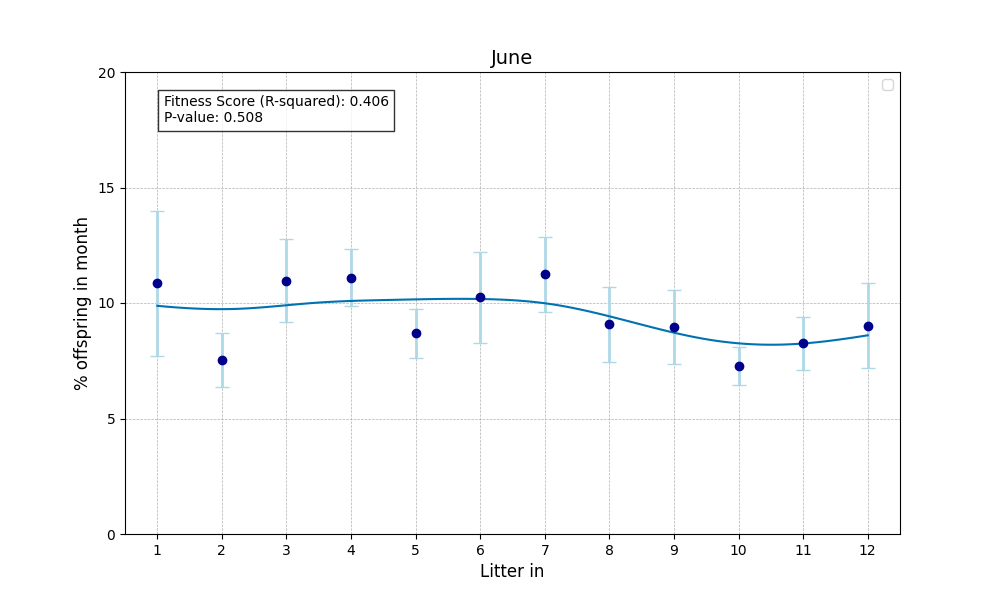 June
Fitness Score (R-squared): 0.406
P-value: 0.508
% offspring in month
20
15
10
5
0
1 2 3 4 5 6 7 8 9 10 11 12
Litter in